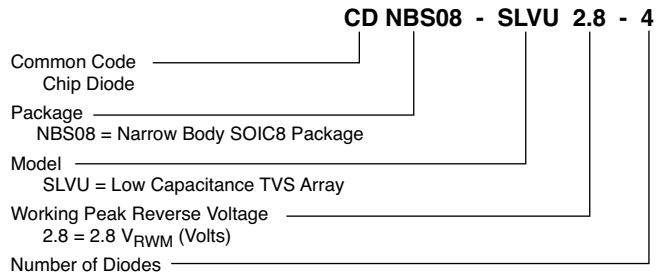 CD NBS08 - SLVU 2.8 - 4
Common Code
Chip Diode
Package
NBS08 = Narrow Body SOIC8 Package
Model
SLVU = Low Capacitance TVS Array
Working Peak Reverse Voltage
2.8 = 2.8 VRWM (Volts)
Number of Diodes